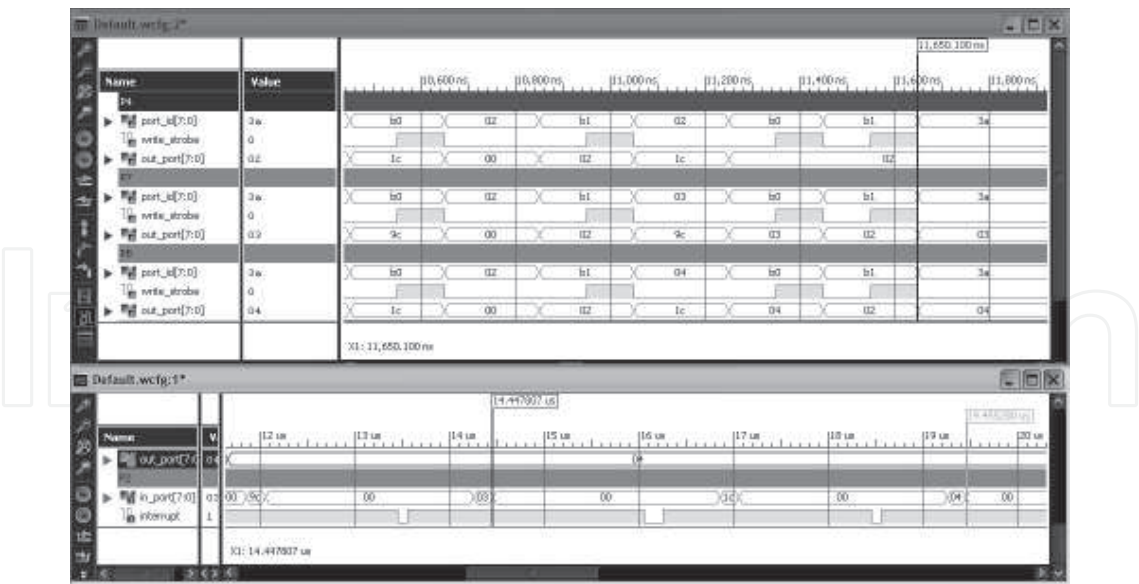 Default.wcfg:2*
11,650.100 ns
Name Value
10,600 ns 10,800 ns 11,000 ns 11,200 ns 11,400 ns 11,600 ns 11,800 ns
port_id[7:0] 3a b0 02 b1 02 b0 b1 3a
write_strobe 0
out_port[7:0] 02 1c 00 02 1c 02
port_id[7:0] 3a b0 02 b1 03 b0 b1 3a
write_strobe 0
out_port[7:0] 03 9c 00 02 9c 03 02 03
port_id[7:0] 3a b0 02 b1 04 b0 b1 3a
write_strobe 0
out_port[7:0] 04 1c 00 02 1c 04 02 04
X1: 11,650.100 ns
Default.wcfg:1*
14.447807 us
Name V
12 us 13 us 14 us 15 us 16 us 17 us 18 us 19 us 20 us
out_port[7:0
in_port[7:0] 00 9c 00 03 00 1c 00 04 00
interrupt 1
X1: 14.447807 us